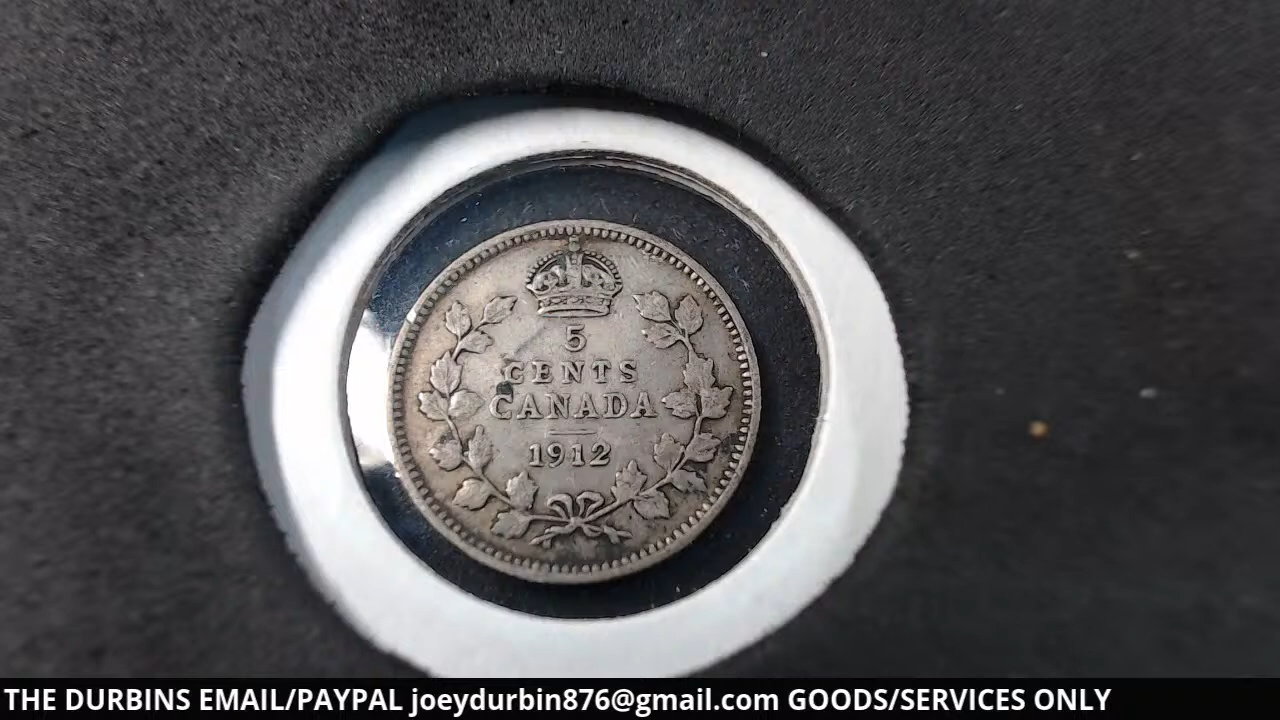 5
CENTS
CANADA
1912
THE DURBINS EMAIL/PAYPAL joeydurbin876@gmail.com GOODS/SERVICES ONLY